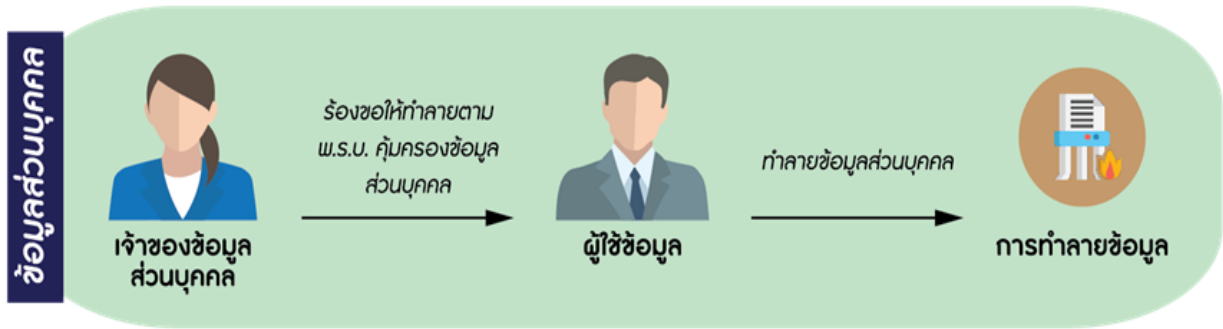 ข้อมูลส่วนบุคคล
ร้องขอให้ทำลายตาม
พ.ร.บ. คุ้มครองข้อมูล
ส่วนบุคคล
ทำลายข้อมูลส่วนบุคคล
เจ้าของข้อมูล
ส่วนบุคคล
ผู้ใช้ข้อมูล
การทำลายข้อมูล